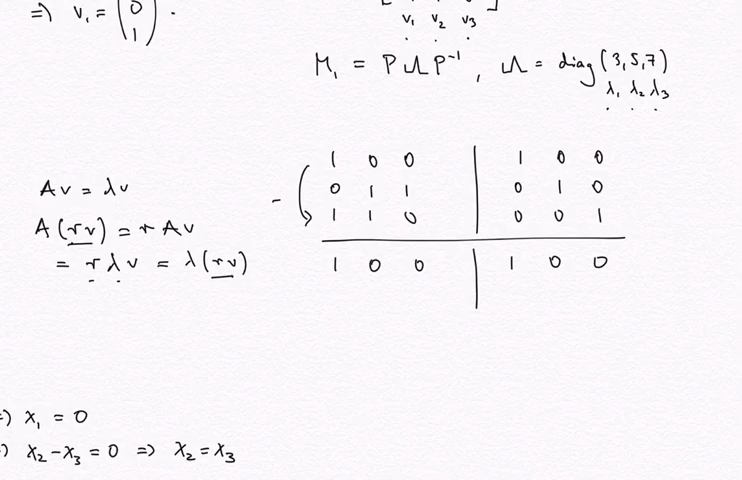 => v₁ = (0 1) .
v₁ v₂ v₃
M₁ = P Λ P⁻¹ , Λ = diag (3,5,7)
λ₁ λ₂ λ₃
1 0 0 | 1 0 0
Av = λv
- 0 1 1 | 0 1 0
A(rv) = r Av
1 1 0 | 0 0 1
= rλv = λ(rv)
1 0 0 | 1 0 0
=> x₁ = 0
=> x₂ - x₃ = 0 => x₂ = x₃